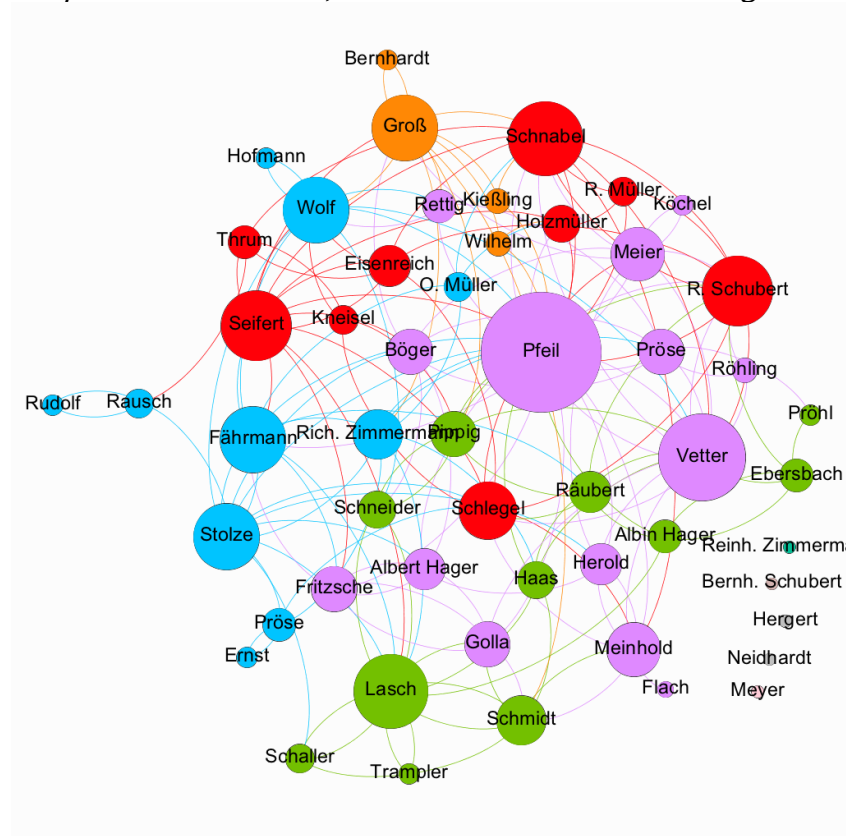 Bernhardt
Groß
Schnabel
Hofmann
R. Müller
Rettig
Kießling
Köchel
Wolf
Holzmüller
Thrum
Wilhelm
Meier
Eisenreich
O. Müller
R. Schubert
Kneisel
Seifert
Böger
Pfeil
Pröse
Röhling
Rudolf
Rausch
Pröhl
Fährmann
Rich. Zimmermann
Pippig
Vetter
Ebersbach
Räubert
Schneider
Schlegel
Stolze
Albin Hager
Reinh. Zimmerma
Herold
Albert Hager
Haas
Fritzsche
Bernh. Schubert
Hergert
Pröse
Golla
Meinhold
Ernst
Neidhardt
Lasch
Flach
Meyer
Schmidt
Schaller
Trampler